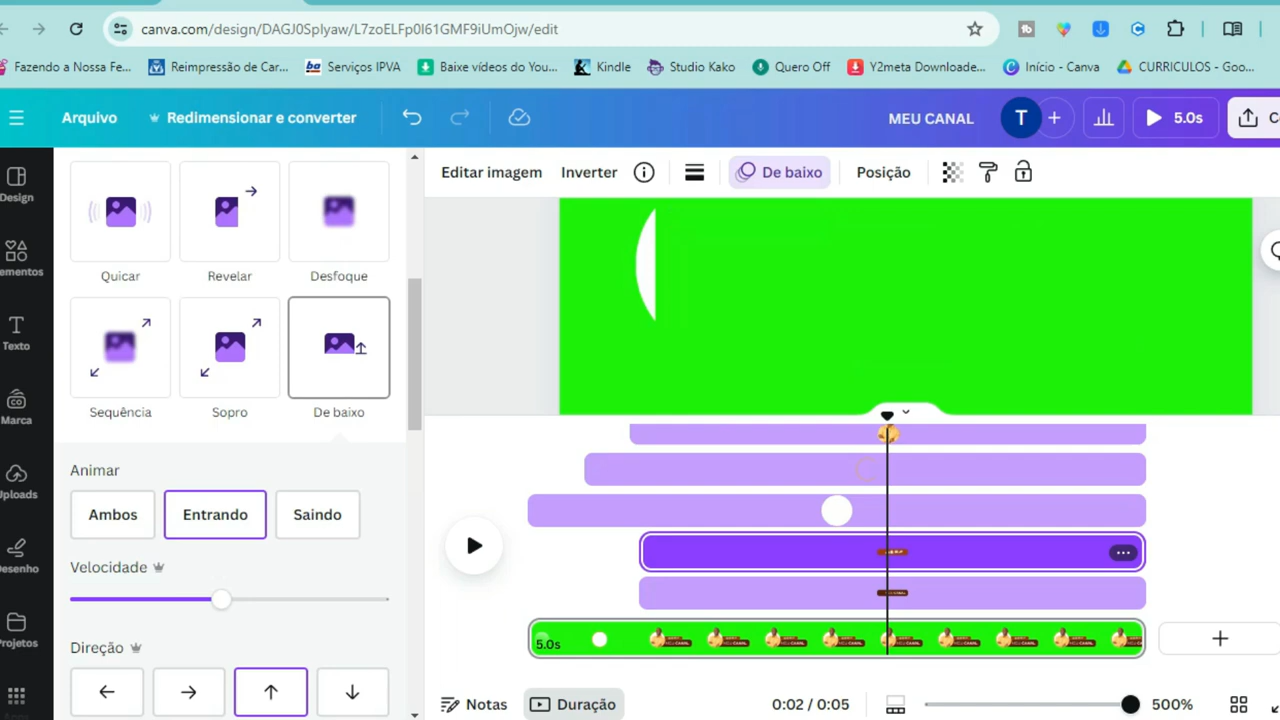 canva.com/design/DAGJ0Splyaw/L7zoELFp0I61GMF9iUmOjw/edit
Fazendo a Nossa Fe... Reimpressão de Car... Serviços IPVA Baixe vídeos do You... Kindle Studio Kako Quero Off Y2meta Downloade... Início - Canva CURRICULOS - Goo...
Arquivo Redimensionar e converter MEU CANAL T + 5.0s
Design
Editar imagem Inverter De baixo Posição
Quicar Revelar Desfoque
ementos
Texto
Sequência Sopro De baixo
Marca
Animar
Uploads
Ambos Entrando Saindo
Desenho
Velocidade
Projetos
5.0s
Direção
Notas Duração 0:02 / 0:05 500%